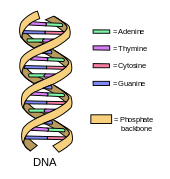 = Adenine
= Thymine
= Cytosine
= Guanine
= Phosphate
backbone
DNA